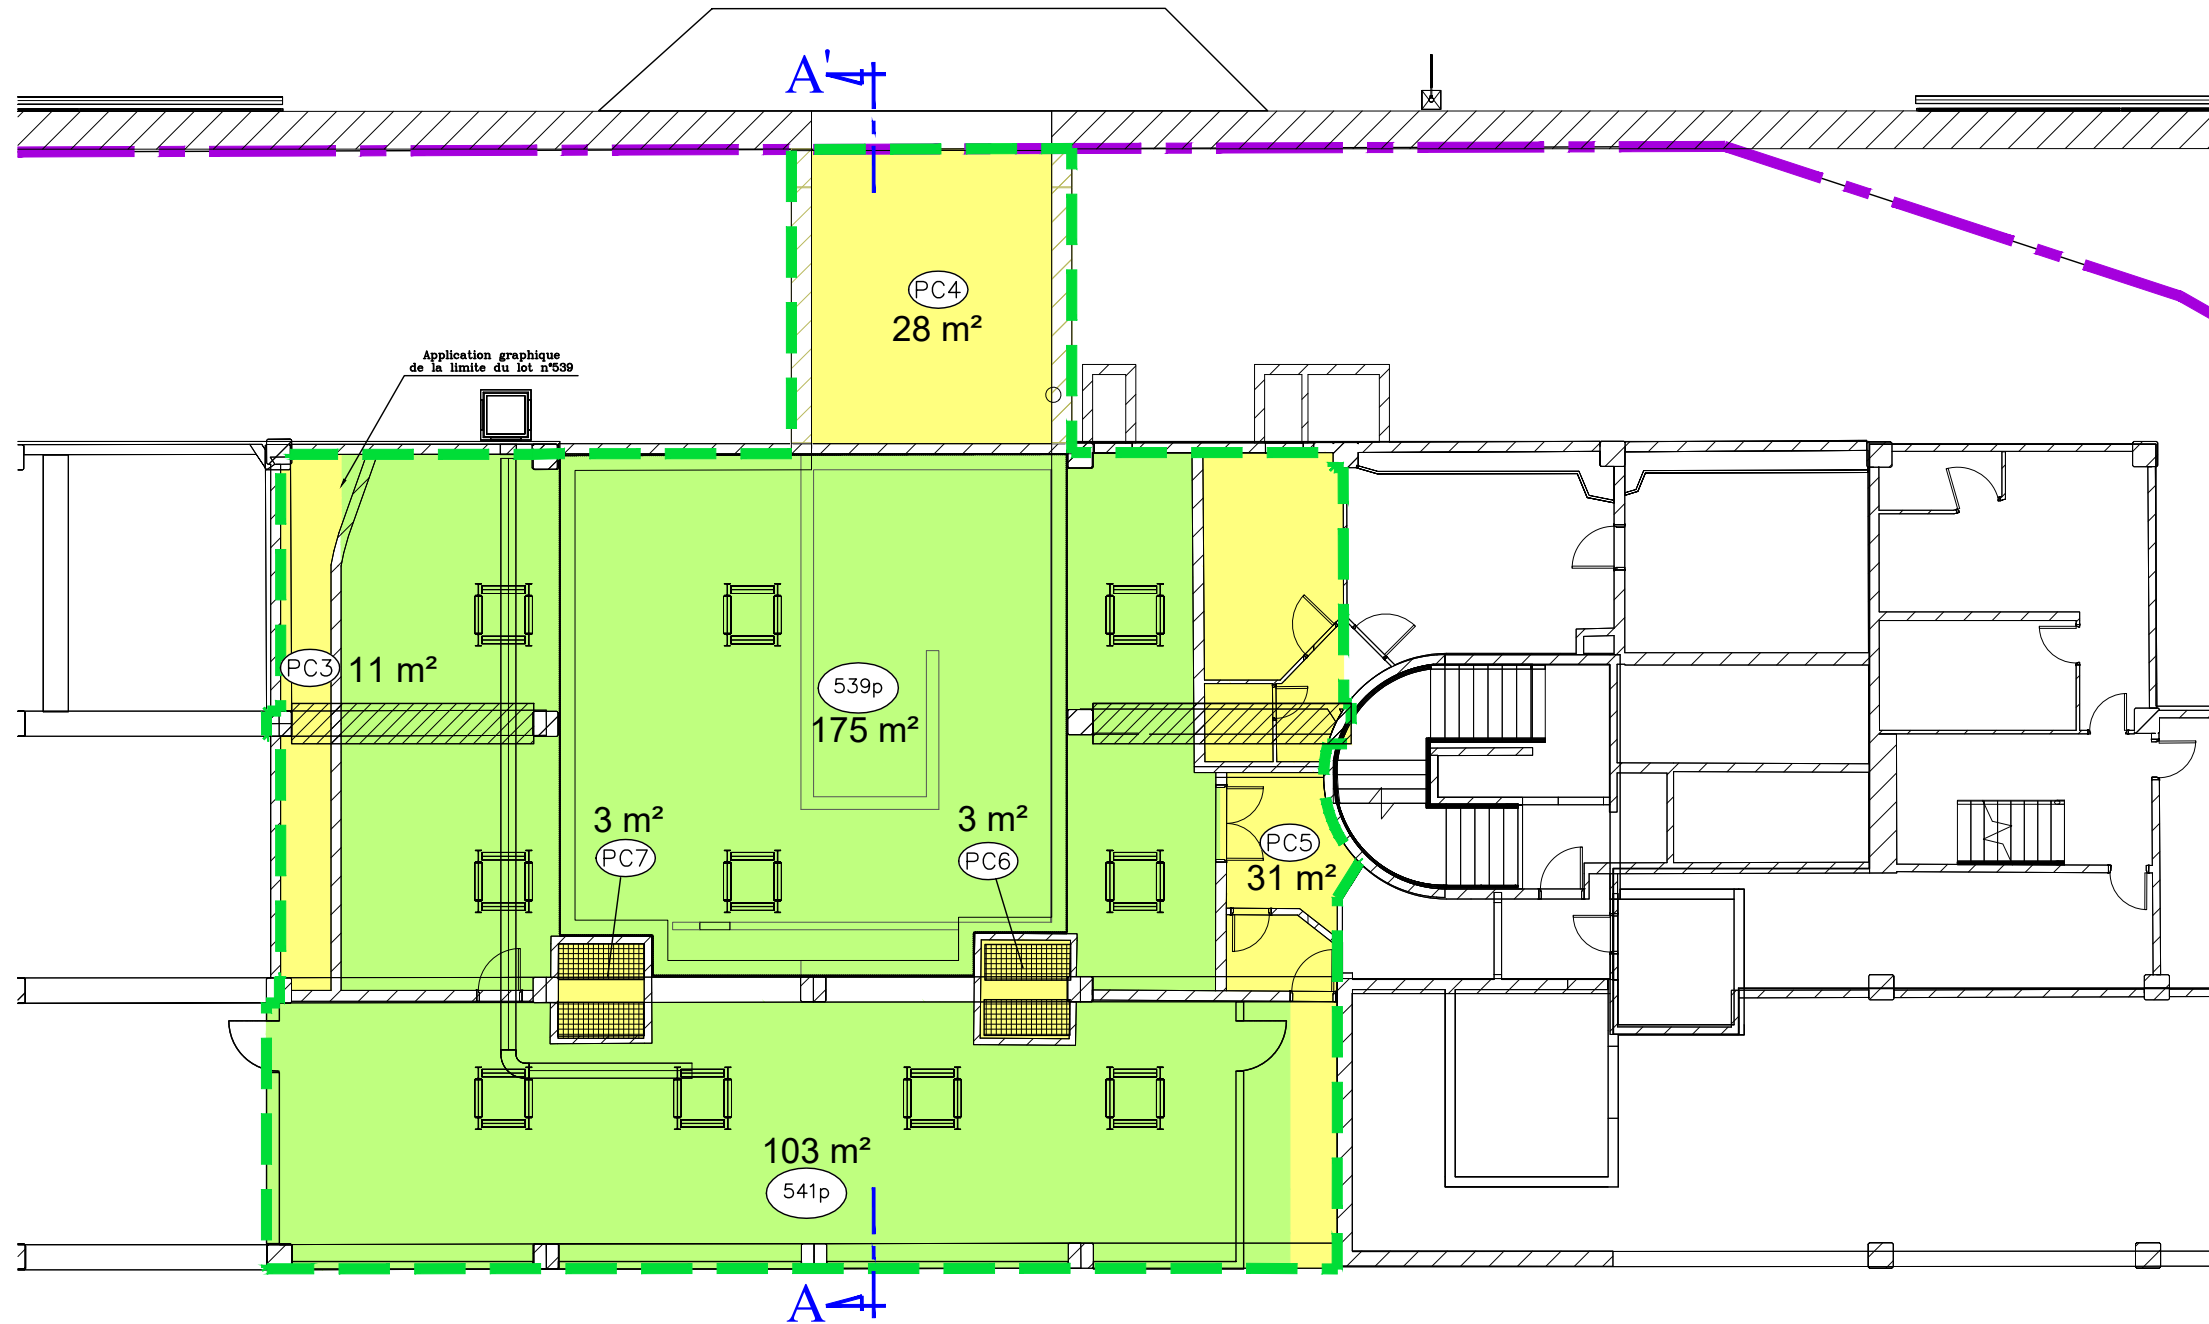 A'
PC4
28 m²
Application graphique
de la limite du lot n°539
PC3 11 m²
539p
175 m²
3 m²
PC7
3 m²
PC6
PC5
31 m²
103 m²
541p
A